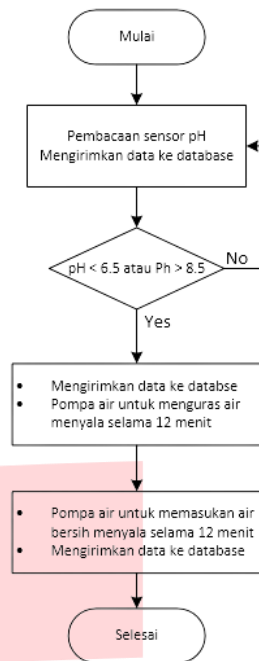 Mulai
Pembacaan sensor pH
Mengirimkan data ke database
pH < 6.5 atau Ph > 8.5
No
Yes
• Mengirimkan data ke databse
• Pompa air untuk menguras air
menyala selama 12 menit
• Pompa air untuk memasukan air
bersih menyala selama 12 menit
• Mengirimkan data ke database
Selesai